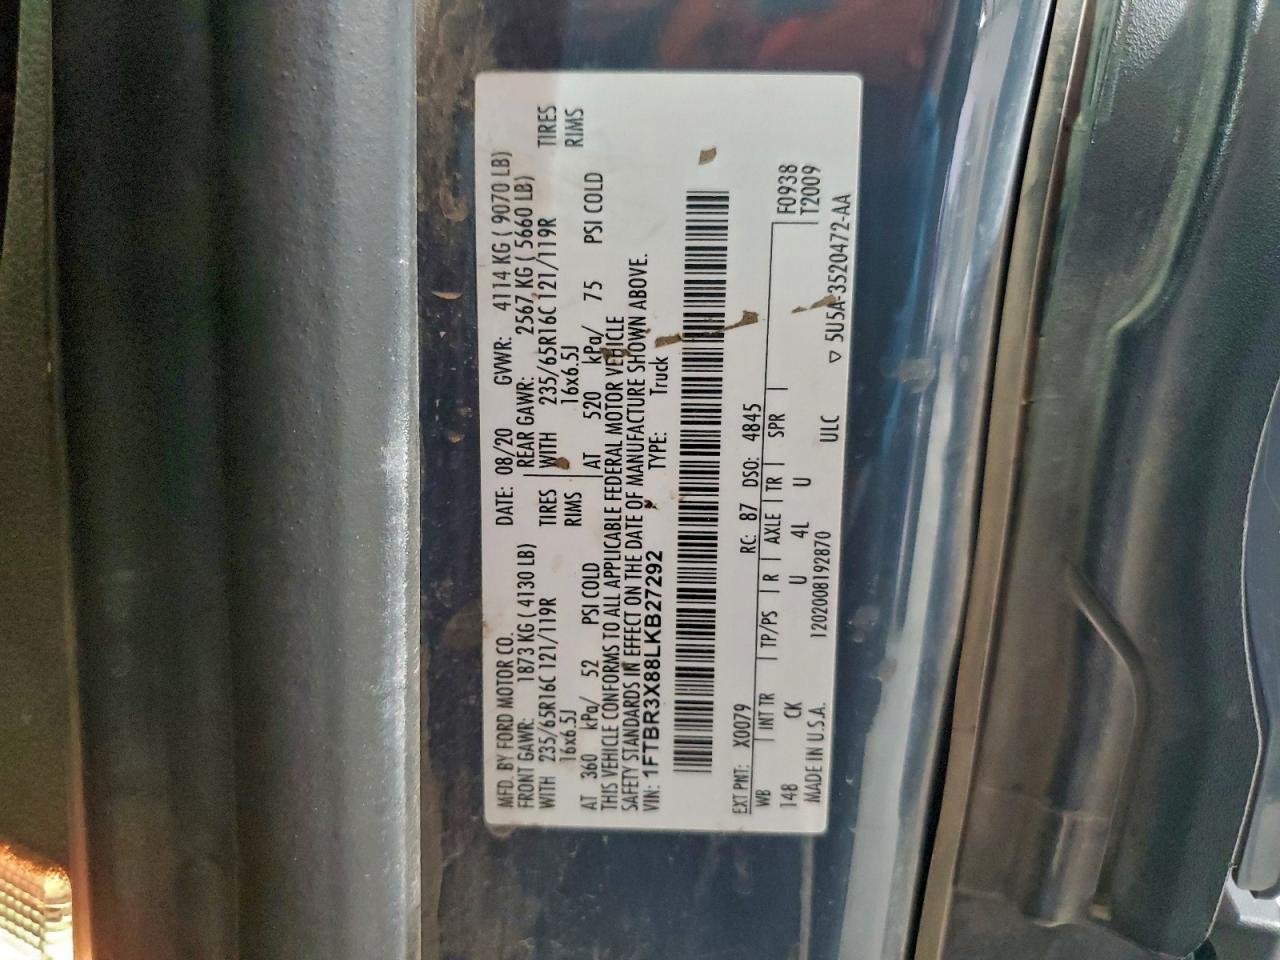 MFD. BY FORD MOTOR CO. DATE: 08/20 GVWR: 4114 KG ( 9070 LB)
FRONT GAWR: 1873 KG ( 4130 LB) REAR GAWR: 2567 KG ( 5660 LB)
WITH 235/65R16C 121/119R TIRES WITH 235/65R16C 121/119R TIRES
16x6.5J RIMS 16x6.5J RIMS
AT 360 kPa/ 52 PSI COLD AT 520 kPa/ 75 PSI COLD
THIS VEHICLE CONFORMS TO ALL APPLICABLE FEDERAL MOTOR VEHICLE
SAFETY STANDARDS IN EFFECT ON THE DATE OF MANUFACTURE SHOWN ABOVE.
VIN: 1FTBR3X88LKB27292 TYPE: Truck
EXT PNT: X0079 RC: 87 DSO: 4845
WB INT TR TP/PS R AXLE TR SPR F0938
148 CK U 4L U T2009
MADE IN U.S.A. 1202008192870 ULC ▽ 5U5A-3520472-AA